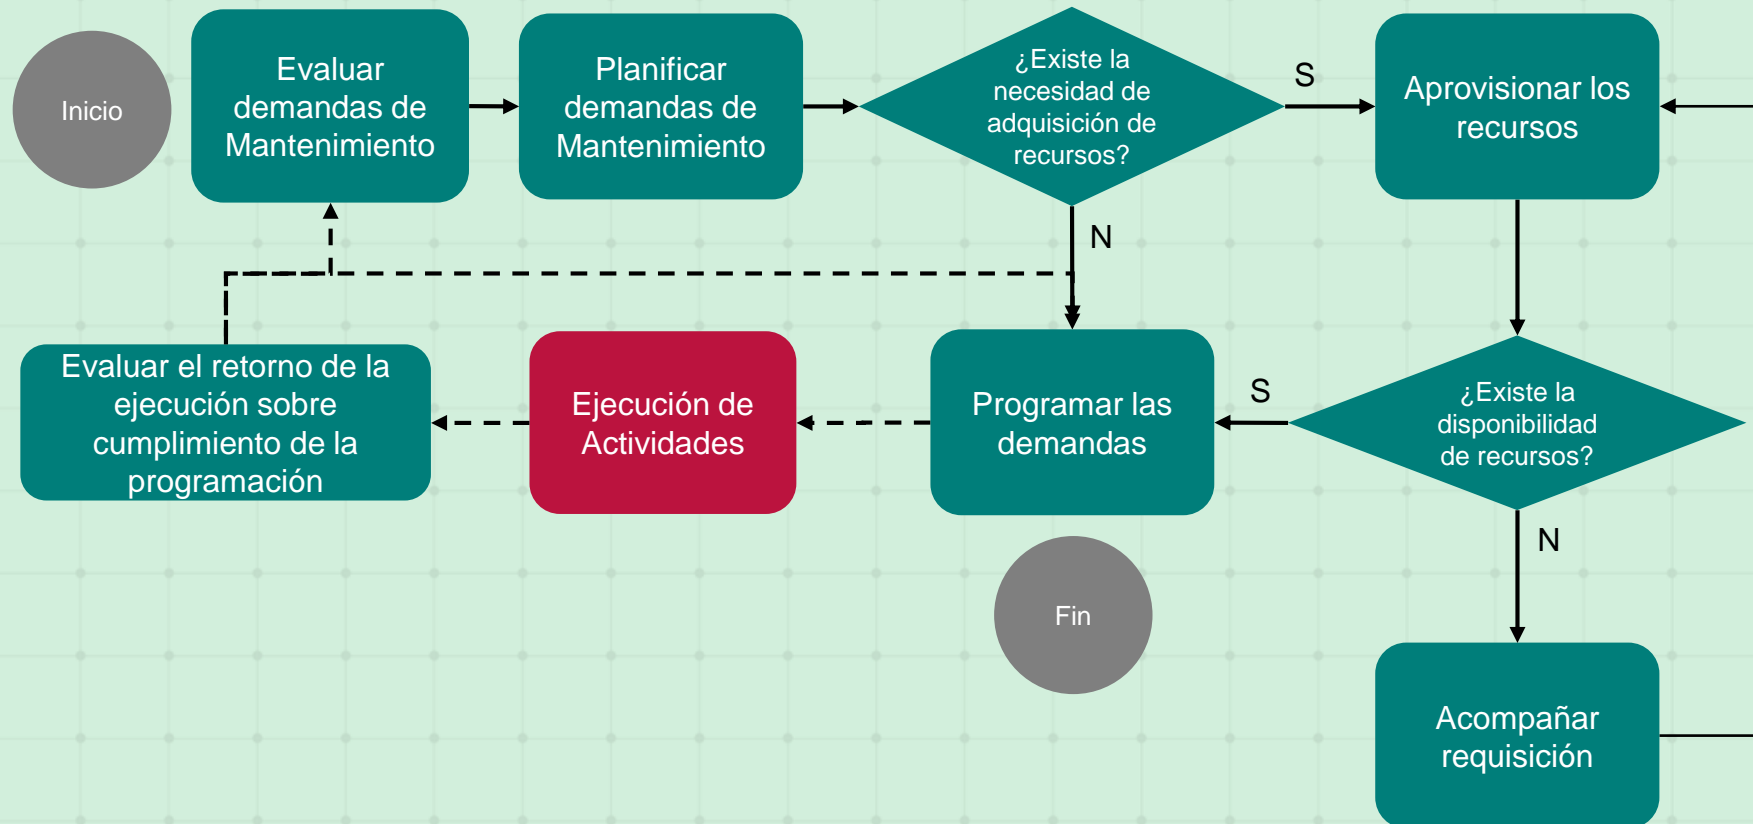 Inicio
Evaluar
demandas de
Mantenimiento
Planificar
demandas de
Mantenimiento
¿Existe la
necesidad de
adquisición de
recursos?
S
Aprovisionar los
recursos
N
Evaluar el retorno de la
ejecución sobre
cumplimiento de la
programación
Ejecución de
Actividades
Programar las
demandas
S
¿Existe la
disponibilidad
de recursos?
N
Fin
Acompañar
requisición